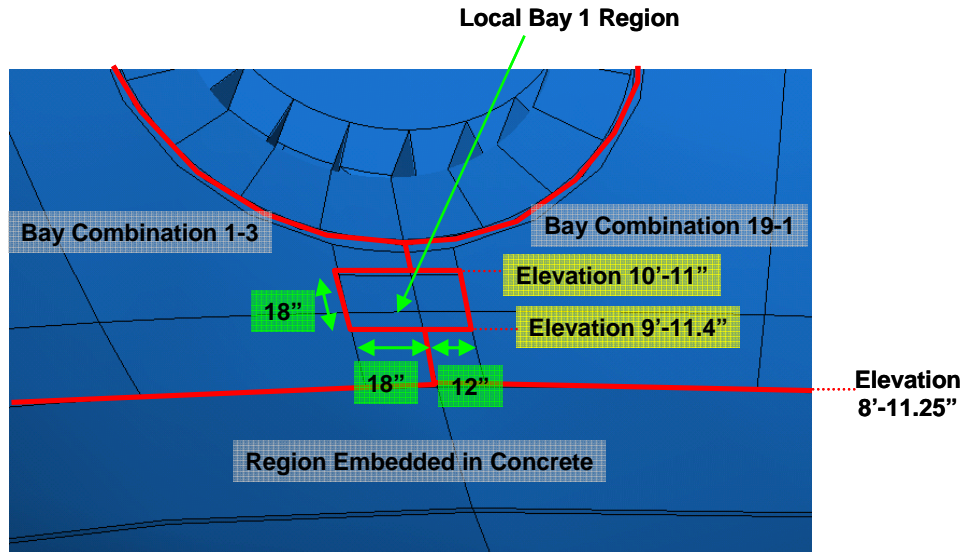 Local Bay 1 Region
Bay Combination 1-3
Bay Combination 19-1
Elevation 10’-11”
18”
Elevation 9’-11.4”
18”
12”
Elevation
8’-11.25”
Region Embedded in Concrete